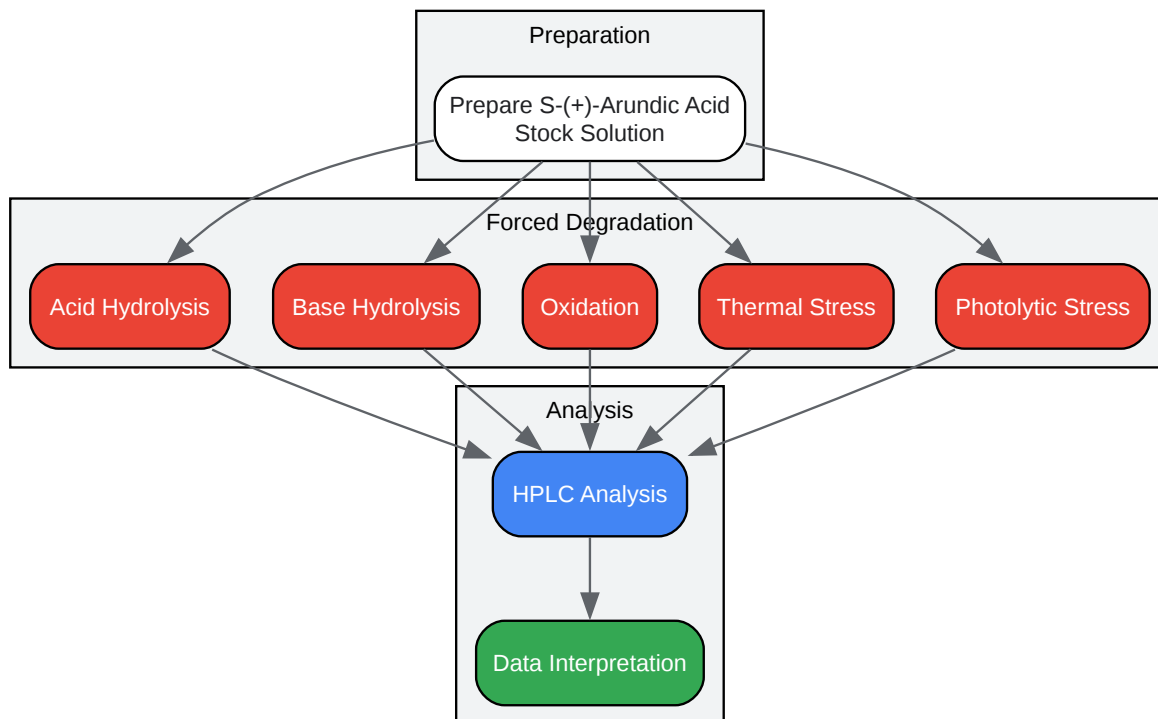 Preparation
Prepare S-(+)-Arundic Acid
Stock Solution
Forced Degradation
Acid Hydrolysis
Base Hydrolysis
Oxidation
Thermal Stress
Photolytic Stress
Analysis
HPLC Analysis
Data Interpretation